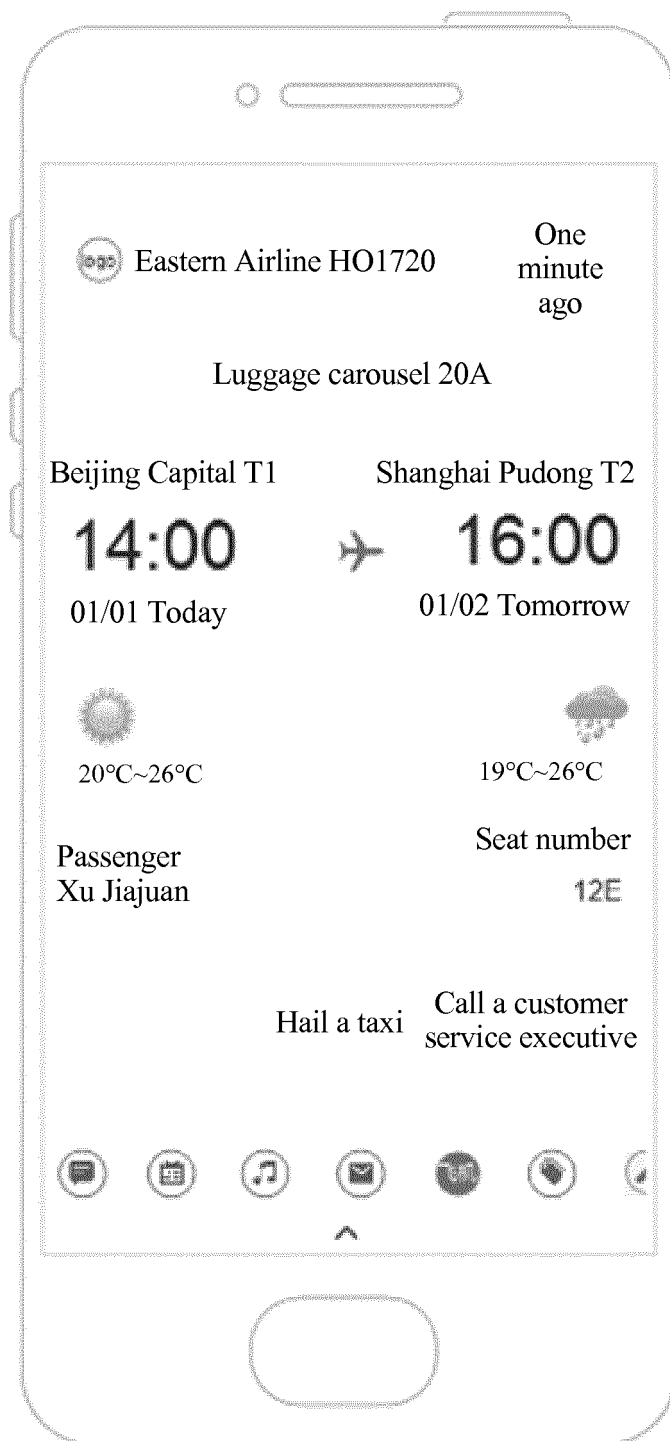 logo Eastern Airline HO1720
One
minute
ago
Luggage carousel 20A
Beijing Capital T1 Shanghai Pudong T2
14:00 16:00
01/01 Today 01/02 Tomorrow
20°C~26°C 19°C~26°C
Passenger
Xu Jiajuan
Seat number
12E
Hail a taxi
Call a customer
service executive